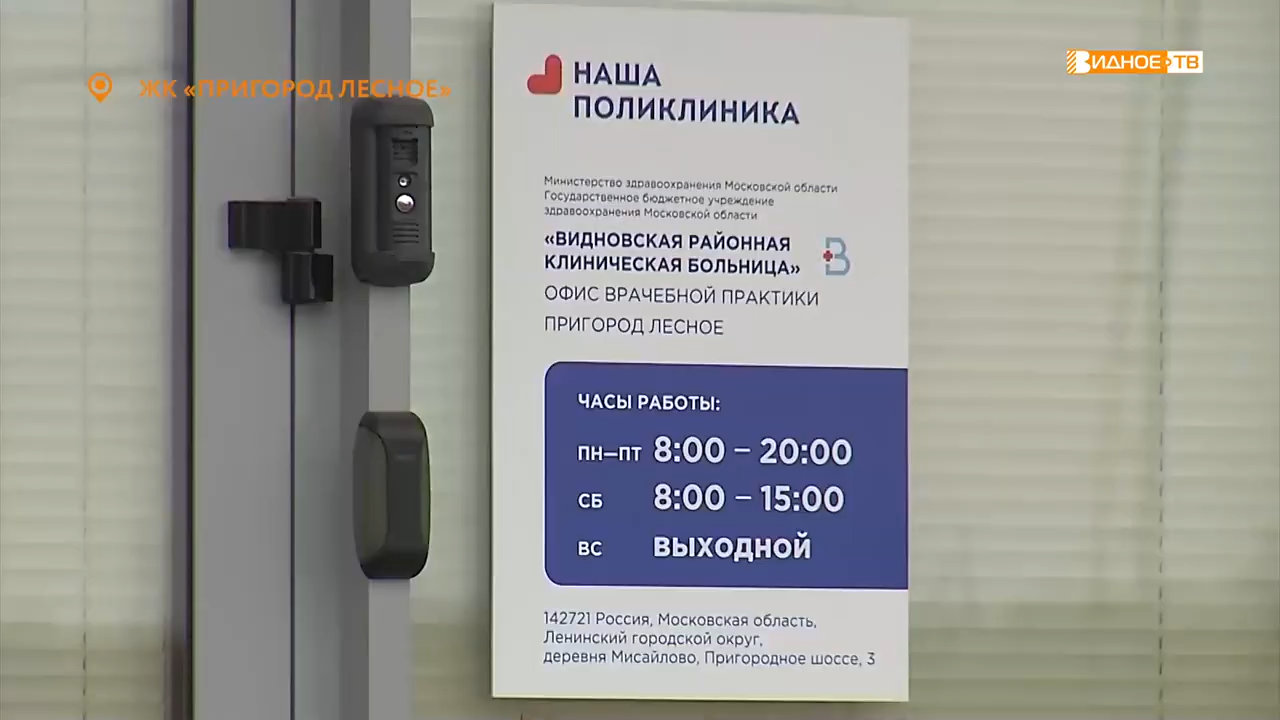 ЖК «ПРИГОРОД ЛЕСНОЕ»
ВИДНОЕ ТВ
НАША
ПОЛИКЛИНИКА
Министерство здравоохранения Московской области
Государственное бюджетное учреждение
здравоохранения Московской области
«ВИДНОВСКАЯ РАЙОННАЯ
КЛИНИЧЕСКАЯ БОЛЬНИЦА»
В
ОФИС ВРАЧЕБНОЙ ПРАКТИКИ
ПРИГОРОД ЛЕСНОЕ
ЧАСЫ РАБОТЫ:
ПН–ПТ 8:00 – 20:00
СБ 8:00 – 15:00
ВС ВЫХОДНОЙ
142721 Россия, Московская область,
Ленинский городской округ,
деревня Мисайлово, Пригородное шоссе, 3